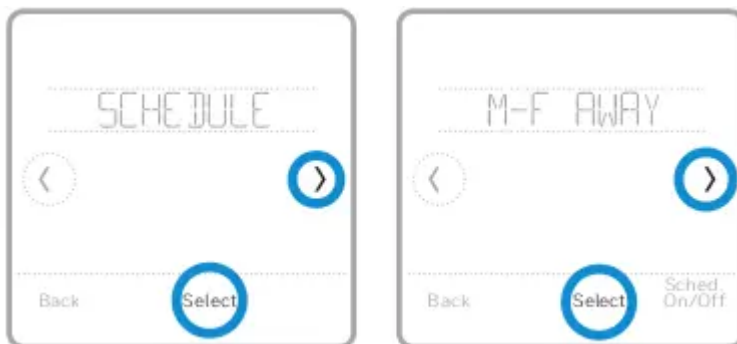 SCHEDULE
Back Select
M-F AWAY
Back Select Sched. On/Off